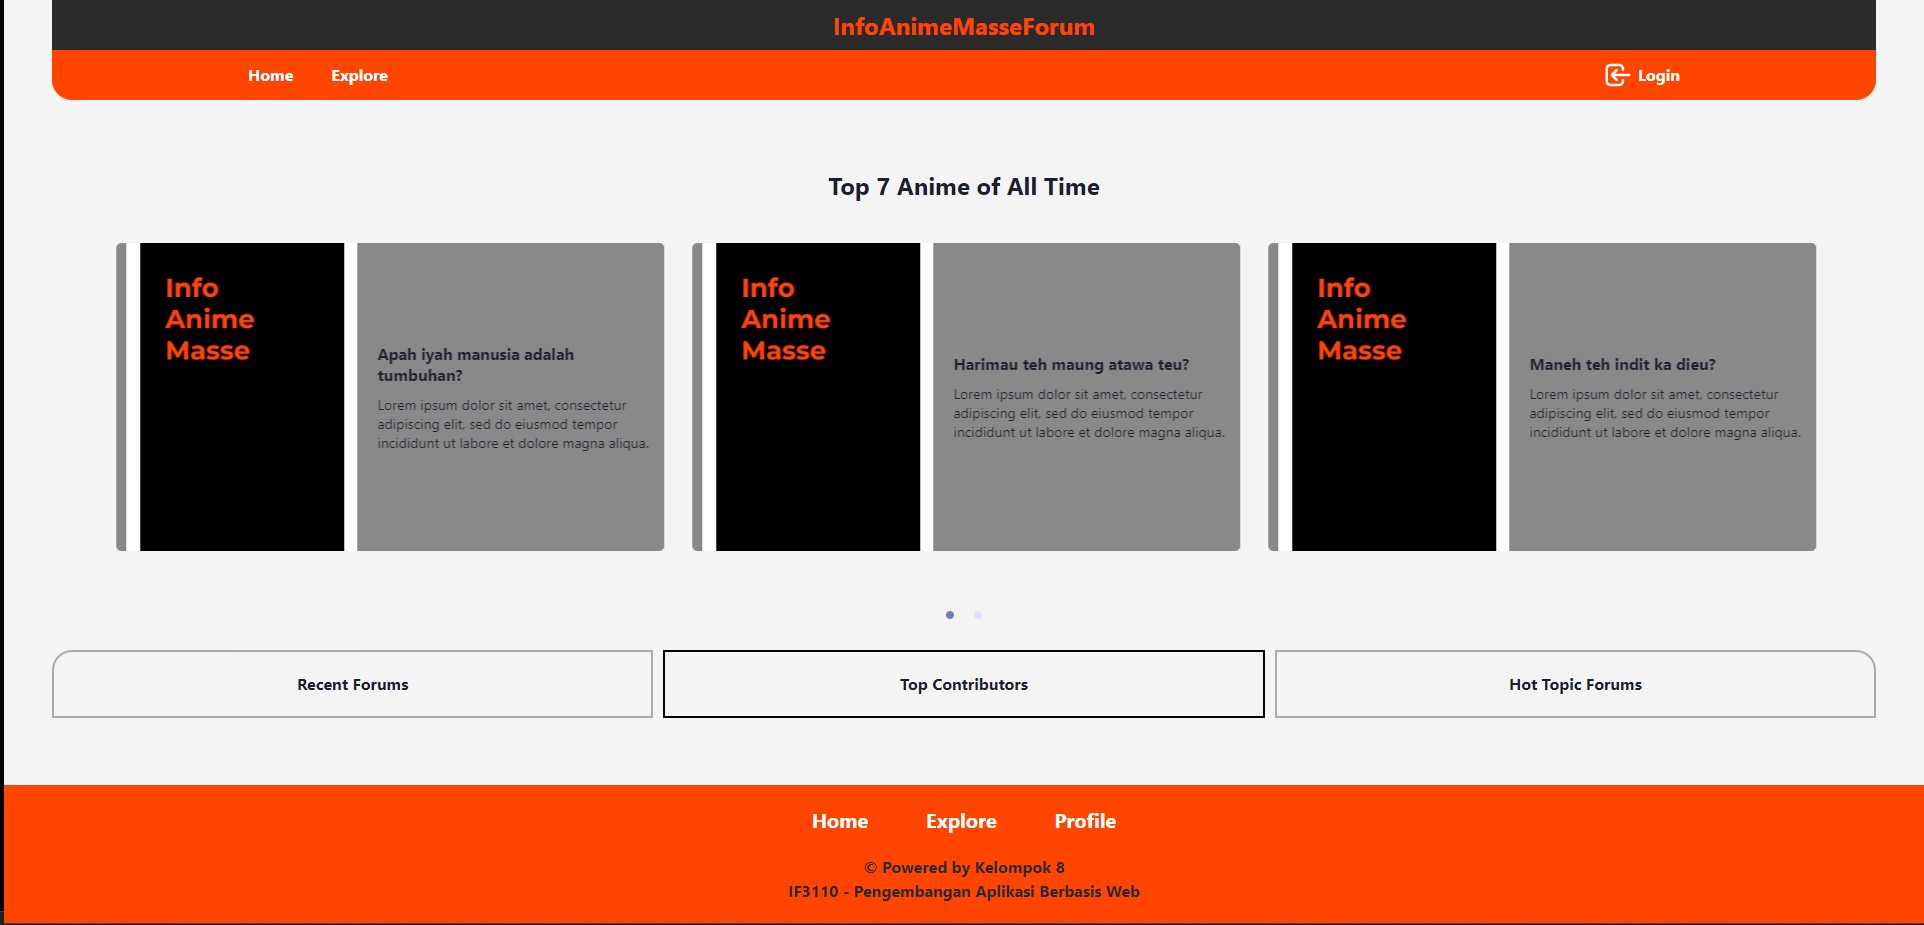 InfoAnimeMasseForum
Home Explore Login
Top 7 Anime of All Time
Info
Anime
Masse
Apah iyah manusia adalah
tumbuhan?
Lorem ipsum dolor sit amet, consectetur
adipiscing elit, sed do eiusmod tempor
incididunt ut labore et dolore magna aliqua.
Info
Anime
Masse
Harimau teh maung atawa teu?
Lorem ipsum dolor sit amet, consectetur
adipiscing elit, sed do eiusmod tempor
incididunt ut labore et dolore magna aliqua.
Info
Anime
Masse
Maneh teh indit ka dieu?
Lorem ipsum dolor sit amet, consectetur
adipiscing elit, sed do eiusmod tempor
incididunt ut labore et dolore magna aliqua.
Recent Forums
Top Contributors
Hot Topic Forums
Home Explore Profile
© Powered by Kelompok 8
IF3110 - Pengembangan Aplikasi Berbasis Web